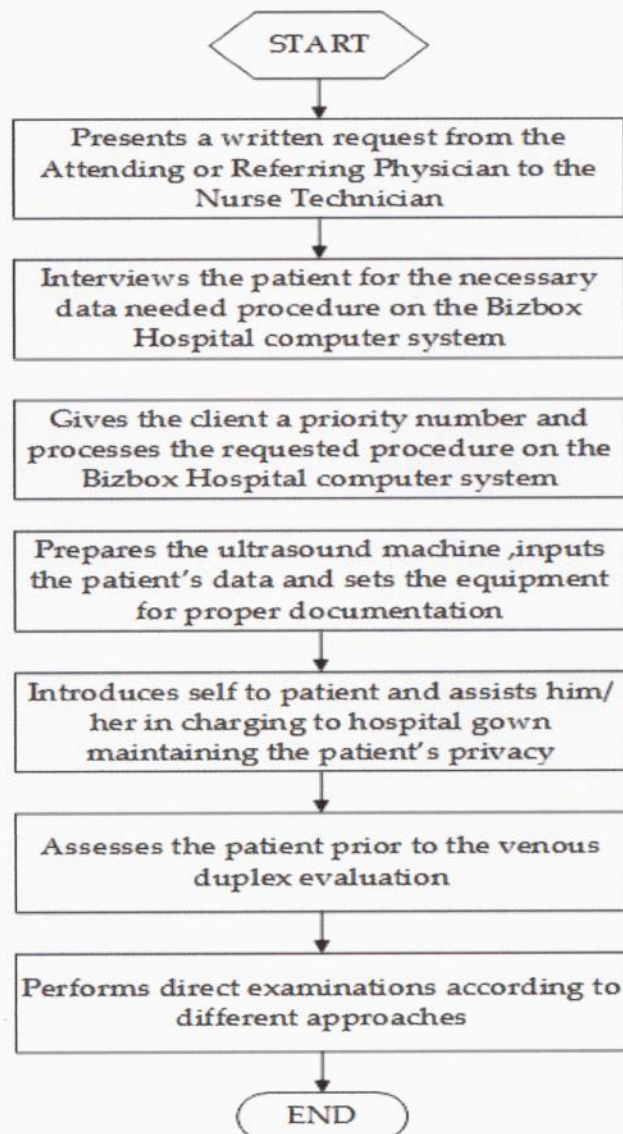 START
Presents a written request from the
Attending or Referring Physician to the
Nurse Technician
Interviews the patient for the necessary
data needed procedure on the Bizbox
Hospital computer system
Gives the client a priority number and
processes the requested procedure on the
Bizbox Hospital computer system
Prepares the ultrasound machine ,inputs
the patient's data and sets the equipment
for proper documentation
Introduces self to patient and assists him/
her in charging to hospital gown
maintaining the patient's privacy
Assesses the patient prior to the venous
duplex evaluation
Performs direct examinations according to
different approaches
END